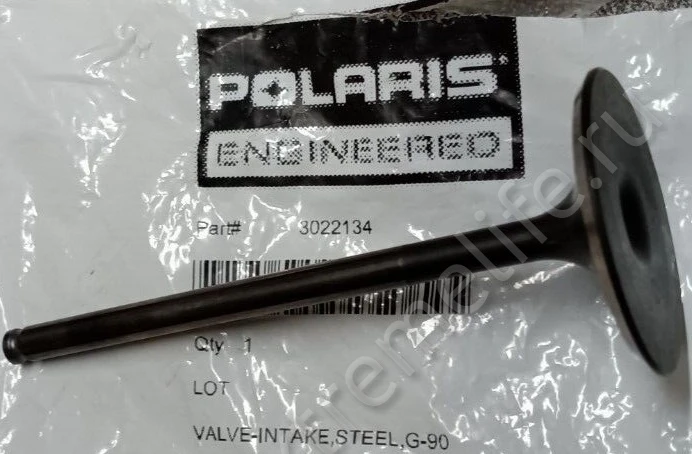 POLARIS
ENGINEERED
Part# 3022134
Qty 1
LOT
VALVE-INTAKE,STEEL,G-90